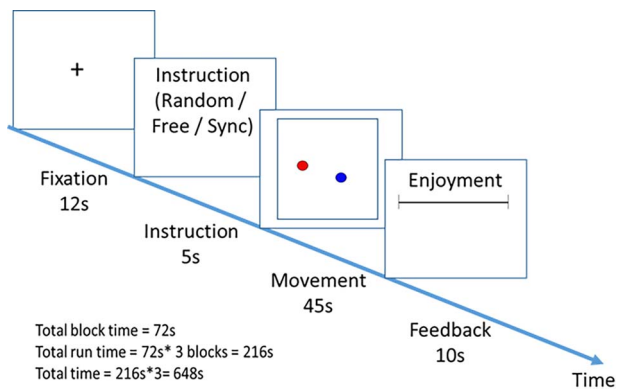 +
Instruction
(Random /
Free / Sync)
Enjoyment
Fixation
12s
Instruction
5s
Movement
45s
Feedback
10s
Time
Total block time = 72s
Total run time = 72s* 3 blocks = 216s
Total time = 216s*3= 648s